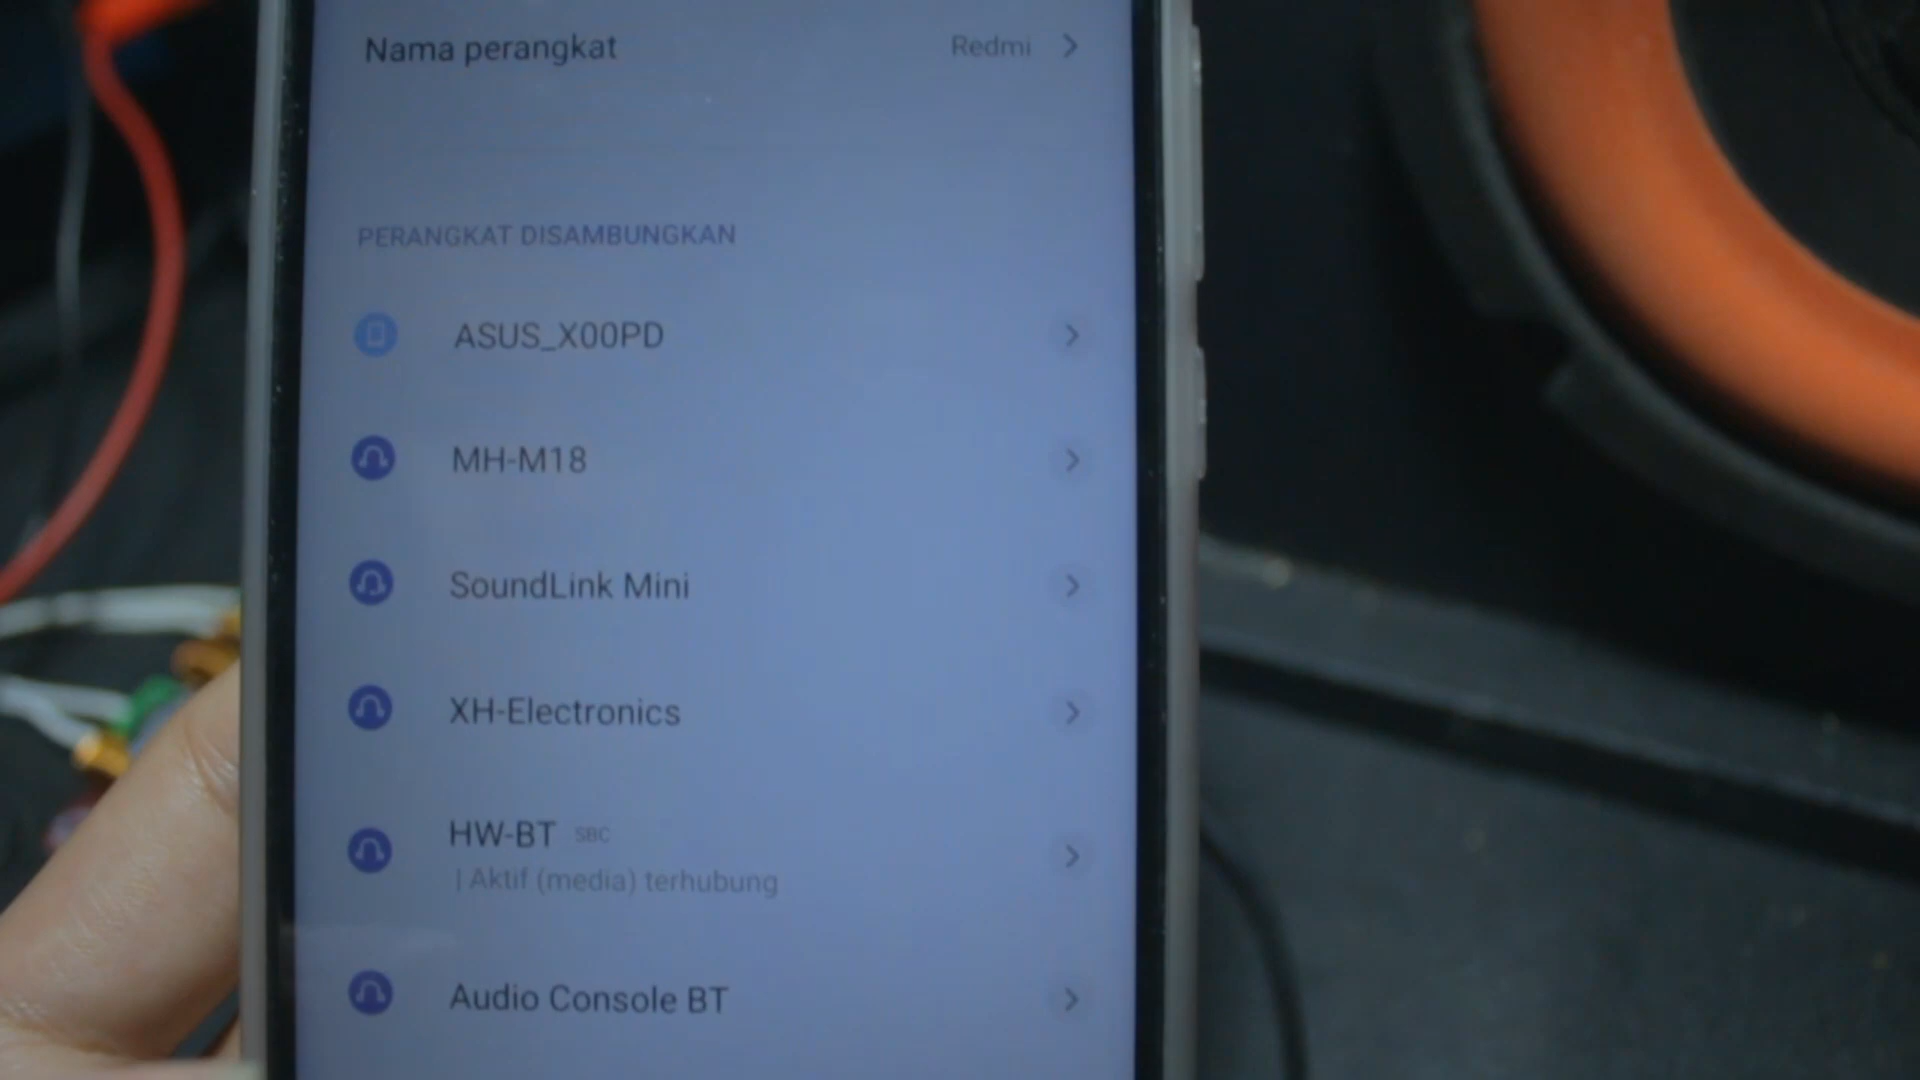 Nama perangkat Redmi
PERANGKAT DISAMBUNGKAN
ASUS_X00PD
MH-M18
SoundLink Mini
XH-Electronics
HW-BT SBC
| Aktif (media) terhubung
Audio Console BT